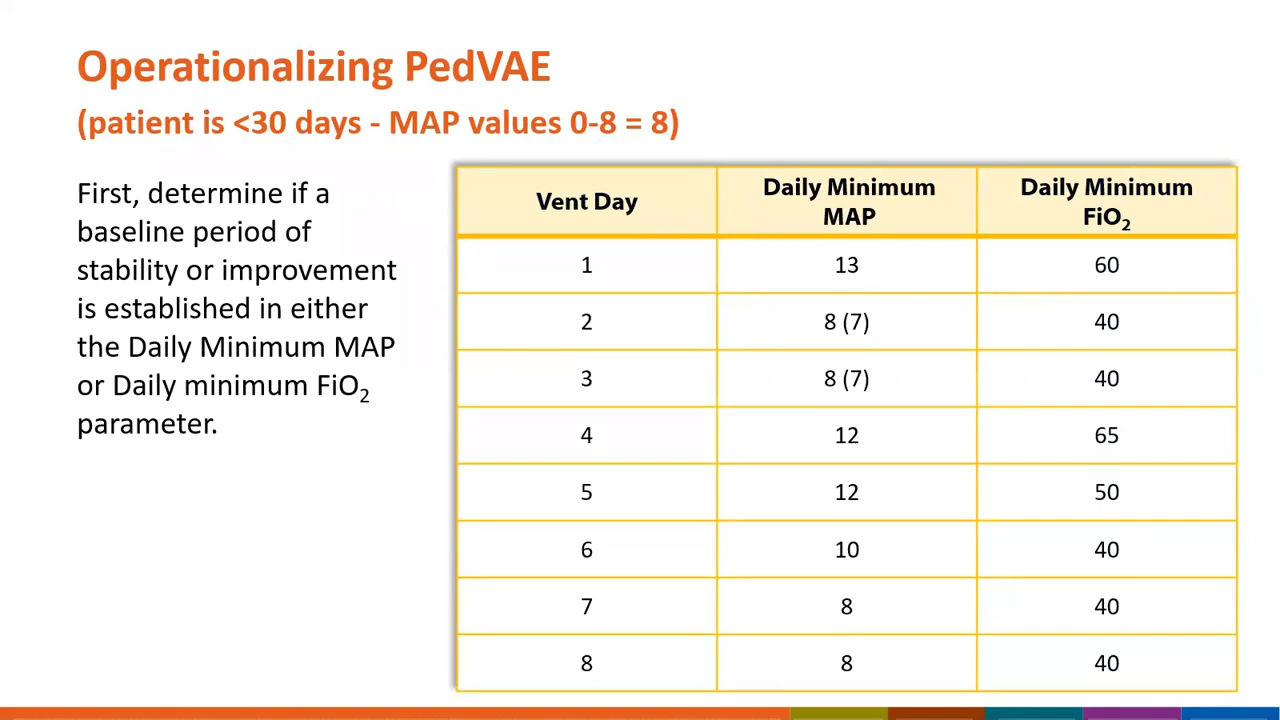 Operationalizing PedVAE
(patient is <30 days - MAP values 0-8 = 8)
First, determine if a
baseline period of
stability or improvement
is established in either
the Daily Minimum MAP
or Daily minimum FiO₂
parameter.
Vent Day | Daily Minimum MAP | Daily Minimum FiO₂
1 | 13 | 60
2 | 8 (7) | 40
3 | 8 (7) | 40
4 | 12 | 65
5 | 12 | 50
6 | 10 | 40
7 | 8 | 40
8 | 8 | 40